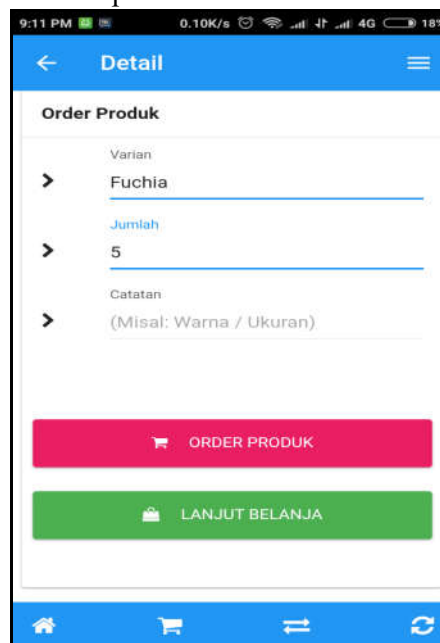 9:11 PM 0.10K/s 4G 18%
Detail
Order Produk
Varian
Fuchia
Jumlah
5
Catatan
(Misal: Warna / Ukuran)
ORDER PRODUK
LANJUT BELANJA